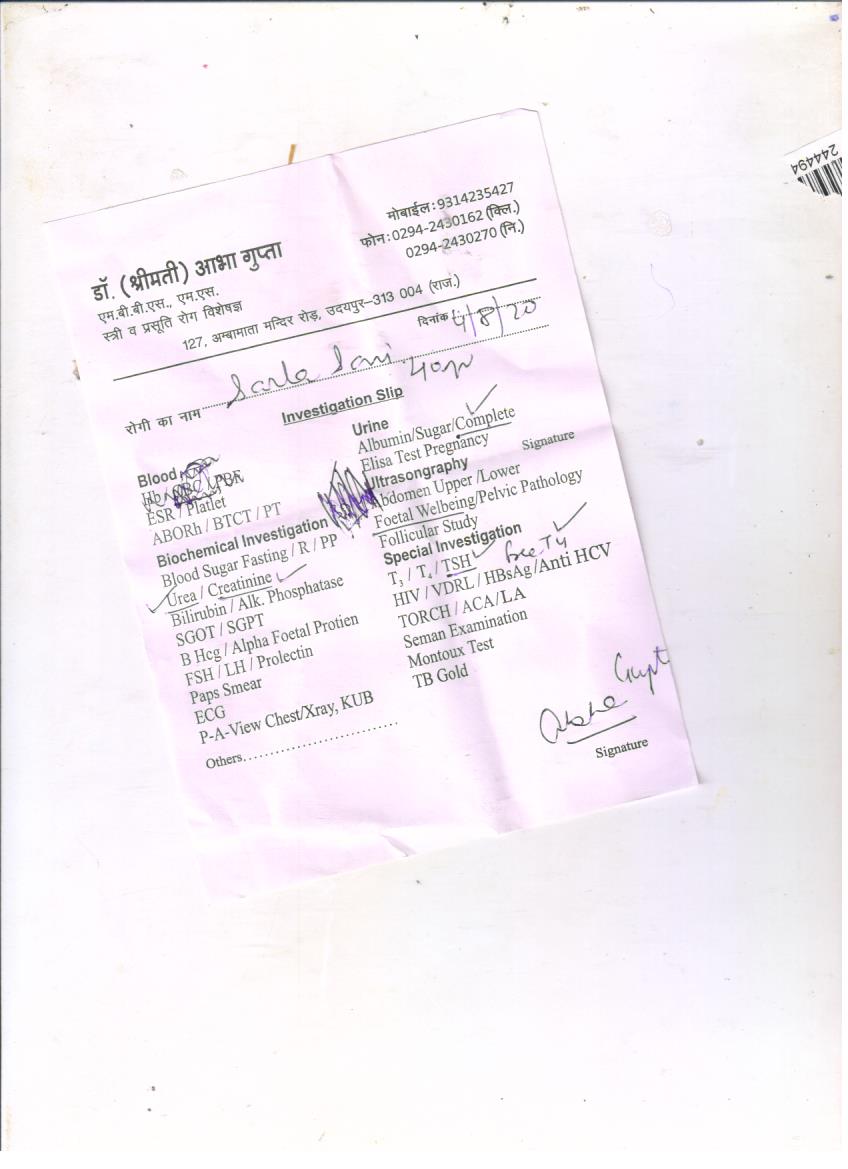 डॉ. (श्रीमती) आभा गुप्ता
एम.बी.बी.एस., एम.एस.
स्त्री व प्रसूति रोग विशेषज्ञ
मोबाईल:9314235427
फोन:0294-2430162 (क्लि.)
0294-2430270 (नि.)
127, अम्बामाता मन्दिर रोड़, उदयपुर-313 004 (राज.)
दिनांक 4/8/20
रोगी का नाम Sarla
Investigation Slip
Blood
Hb / / PBF
ESR / Platlet
ABORh / BTCT / PT
Biochemical Investigation
Blood Sugar Fasting / R / PP
Urea / Creatinine
Bilirubin / Alk. Phosphatase
SGOT / SGPT
B Hcg / Alpha Foetal Protien
FSH / LH / Prolectin
Paps Smear
ECG
P-A-View Chest/Xray, KUB
Others..............................
Urine
Albumin/Sugar/Complete
Elisa Test Pregnancy
Signature
Ultrasongraphy
Abdomen Upper /Lower
Foetal Welbeing/Pelvic Pathology
Follicular Study
Special Investigation
T3 / T4 / TSH free T4
HIV / VDRL / HBsAg / Anti HCV
TORCH / ACA / LA
Seman Examination
Montoux Test
TB Gold
Abha Gupt
Signature
244494